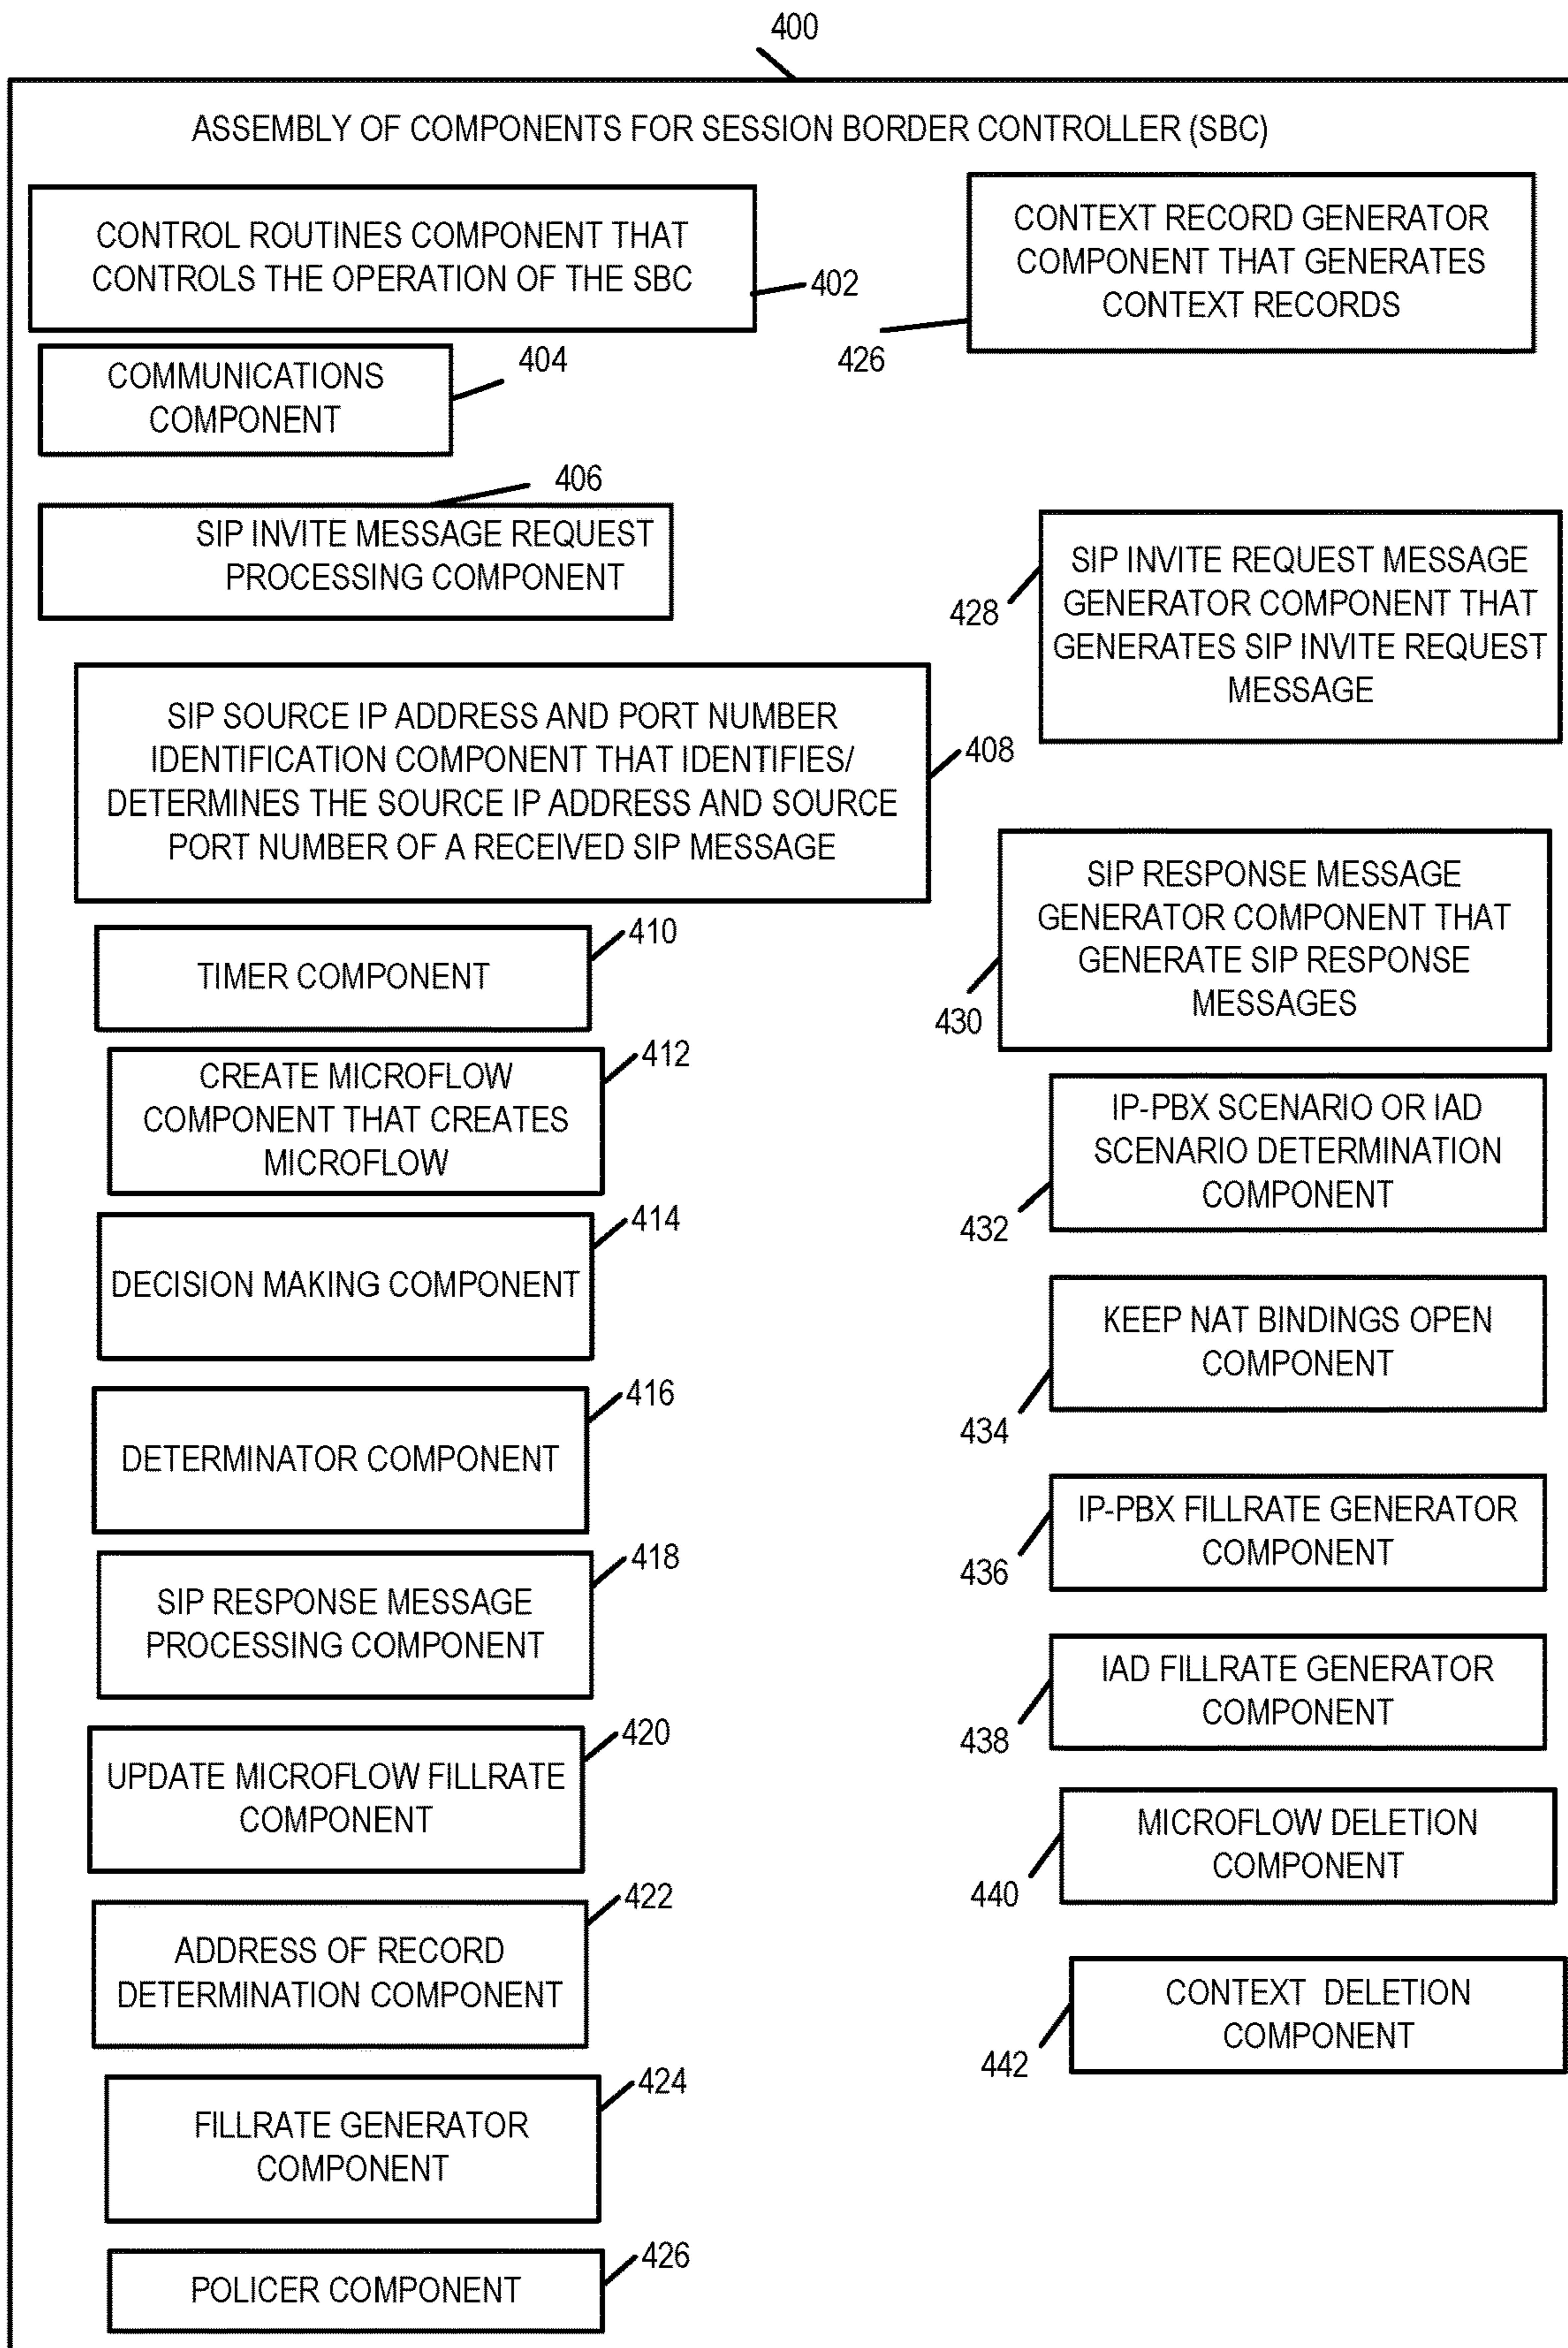 400
ASSEMBLY OF COMPONENTS FOR SESSION BORDER CONTROLLER (SBC)
CONTROL ROUTINES COMPONENT THAT
CONTROLS THE OPERATION OF THE SBC
402
COMMUNICATIONS
COMPONENT
404
406
SIP INVITE MESSAGE REQUEST
PROCESSING COMPONENT
SIP SOURCE IP ADDRESS AND PORT NUMBER
IDENTIFICATION COMPONENT THAT IDENTIFIES/
DETERMINES THE SOURCE IP ADDRESS AND SOURCE
PORT NUMBER OF A RECEIVED SIP MESSAGE
408
TIMER COMPONENT
410
CREATE MICROFLOW
COMPONENT THAT CREATES
MICROFLOW
412
DECISION MAKING COMPONENT
414
DETERMINATOR COMPONENT
416
SIP RESPONSE MESSAGE
PROCESSING COMPONENT
418
UPDATE MICROFLOW FILLRATE
COMPONENT
420
ADDRESS OF RECORD
DETERMINATION COMPONENT
422
FILLRATE GENERATOR
COMPONENT
424
POLICER COMPONENT
426
CONTEXT RECORD GENERATOR
COMPONENT THAT GENERATES
CONTEXT RECORDS
426
SIP INVITE REQUEST MESSAGE
GENERATOR COMPONENT THAT
GENERATES SIP INVITE REQUEST
MESSAGE
428
SIP RESPONSE MESSAGE
GENERATOR COMPONENT THAT
GENERATE SIP RESPONSE
MESSAGES
430
IP-PBX SCENARIO OR IAD
SCENARIO DETERMINATION
COMPONENT
432
KEEP NAT BINDINGS OPEN
COMPONENT
434
IP-PBX FILLRATE GENERATOR
COMPONENT
436
IAD FILLRATE GENERATOR
COMPONENT
438
MICROFLOW DELETION
COMPONENT
440
CONTEXT DELETION
COMPONENT
442